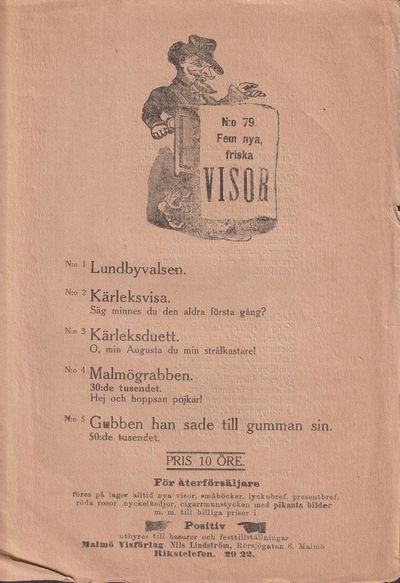 N:o 79.
Fem nya,
friska
VISOR
N:o 1 Lundbyvalsen.
N:o 2 Kärleksvisa.
Säg minnes du den aldra första gång?
N:o 3 Kärleksduett.
O, min Augusta du min strålkastare!
N:o 4 Malmögrabben.
30:de tusendet.
Hej och hoppsan pojkar!
N:o 5 Gubben han sade till gumman sin.
50:de tusendet.
PRIS 10 ÖRE.
För återförsäljare
föres på lager alltid nya visor, småböcker, lyckobref, presentbref,
röda rosor, nyckelkedjor, cigarrmunstycken med pikanta bilder
m. m. till billiga priser i
Positiv
uthyres till basarer och festtillställningar
Malmö Visförlag, Nils Lindström, Rörsjögatan 6, Malmö
Rikstelefon. 29 22.